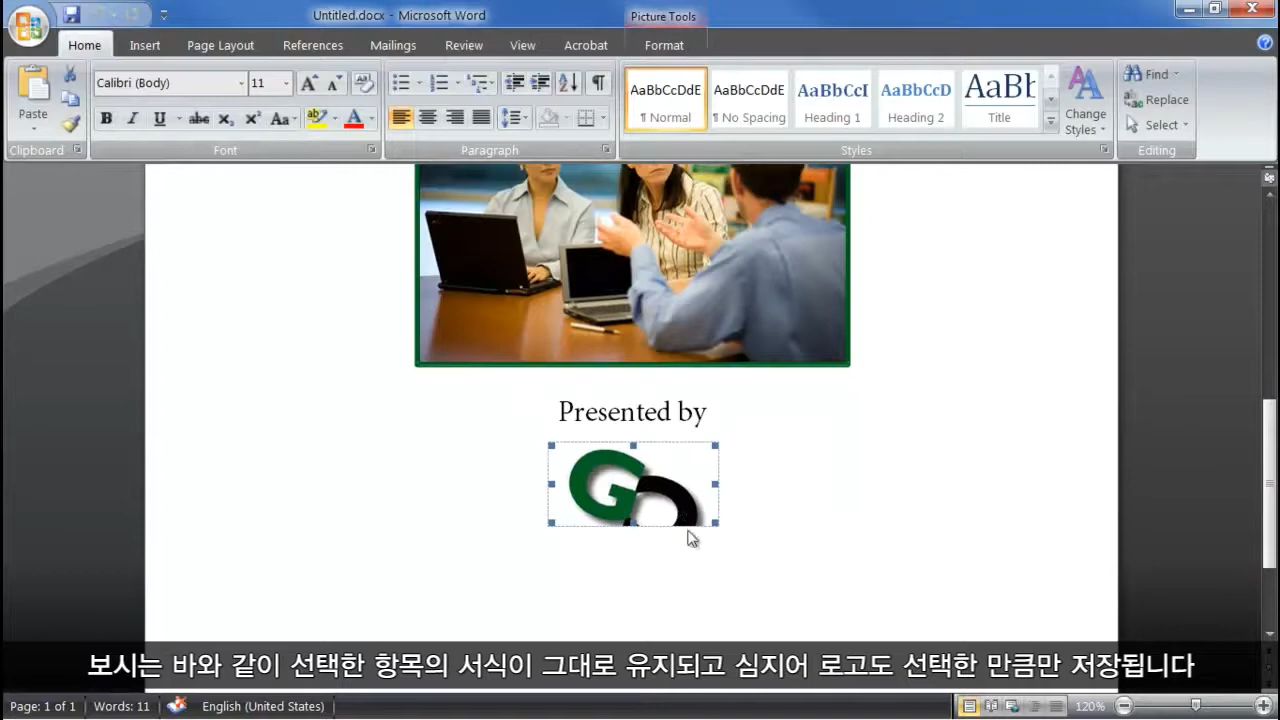 Untitled.docx - Microsoft Word
Picture Tools
Home
Insert
Page Layout
References
Mailings
Review
View
Acrobat
Format
Paste
Clipboard
Calibri (Body)
11
Font
Paragraph
AaBbCcDdE
¶ Normal
AaBbCcDdE
¶ No Spacing
AaBbCcI
Heading 1
AaBbCcD
Heading 2
AaBb
Title
Change
Styles
Styles
Find
Replace
Select
Editing
Presented by
GD
보시는 바와 같이 선택한 항목의 서식이 그대로 유지되고 심지어 로고도 선택한 만큼만 저장됩니다
Page: 1 of 1
Words: 11
English (United States)
120%